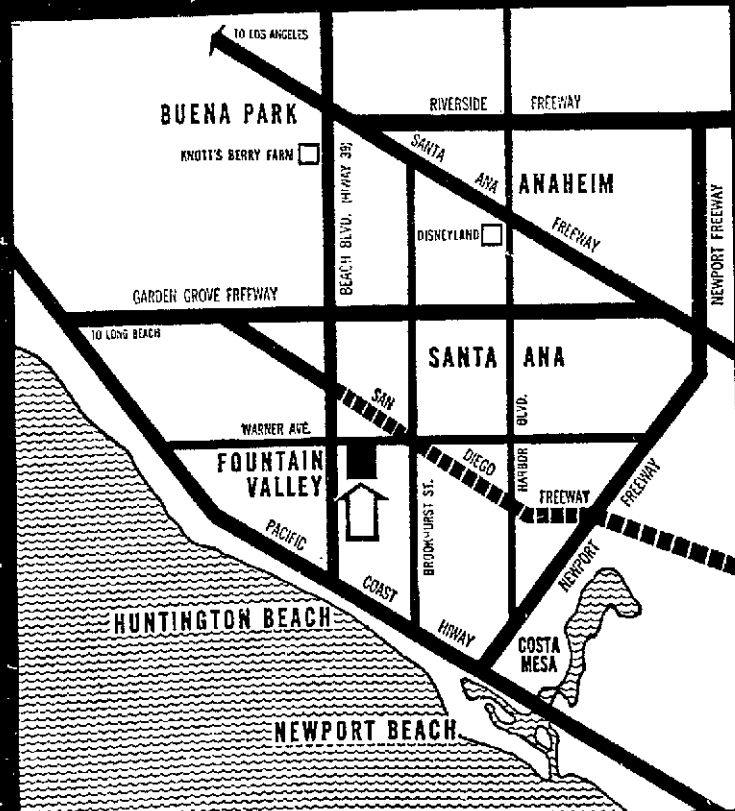 TO LOS ANGELES
BUENA PARK
RIVERSIDE FREEWAY
KNOTT'S BERRY FARM
BEACH BLVD. (HIWAY 39)
SANTA ANA FREEWAY
ANAHEIM
DISNEYLAND
NEWPORT FREEWAY
GARDEN GROVE FREEWAY
TO LONG BEACH
SANTA ANA
SAN DIEGO FREEWAY
HARBOR BLVD.
WARNER AVE.
FOUNTAIN
VALLEY
BROOKHURST ST.
NEWPORT FREEWAY
PACIFIC COAST HIWAY
HUNTINGTON BEACH
COSTA
MESA
NEWPORT BEACH